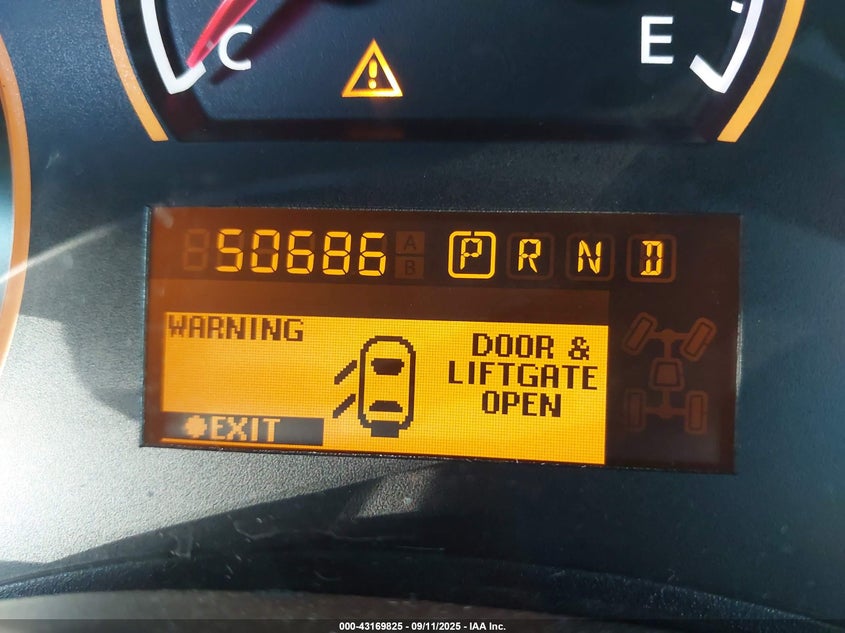 C E
50686 A P R N D
B
WARNING
DOOR &
LIFTGATE
OPEN
EXIT
000-43169825 - 09/11/2025 - IAA Inc.